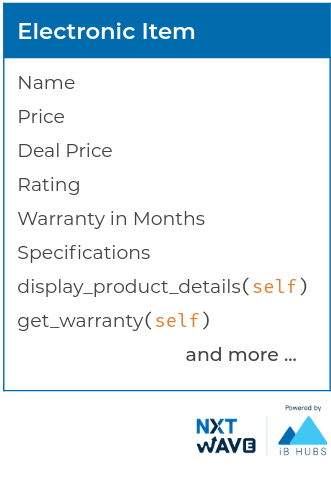 Electronic Item
Name
Price
Deal Price
Rating
Warranty in Months
Specifications
display_product_details(self)
get_warranty(self)
and more ...
Powered by
NXT
WAVE
iB HUBS